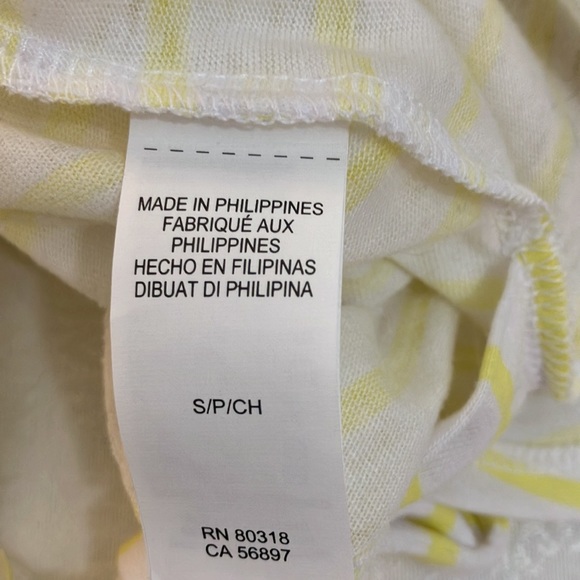 MADE IN PHILIPPINES
FABRIQUÉ AUX
PHILIPPINES
HECHO EN FILIPINAS
DIBUAT DI PHILIPINA
S/P/CH
RN 80318
CA 56897